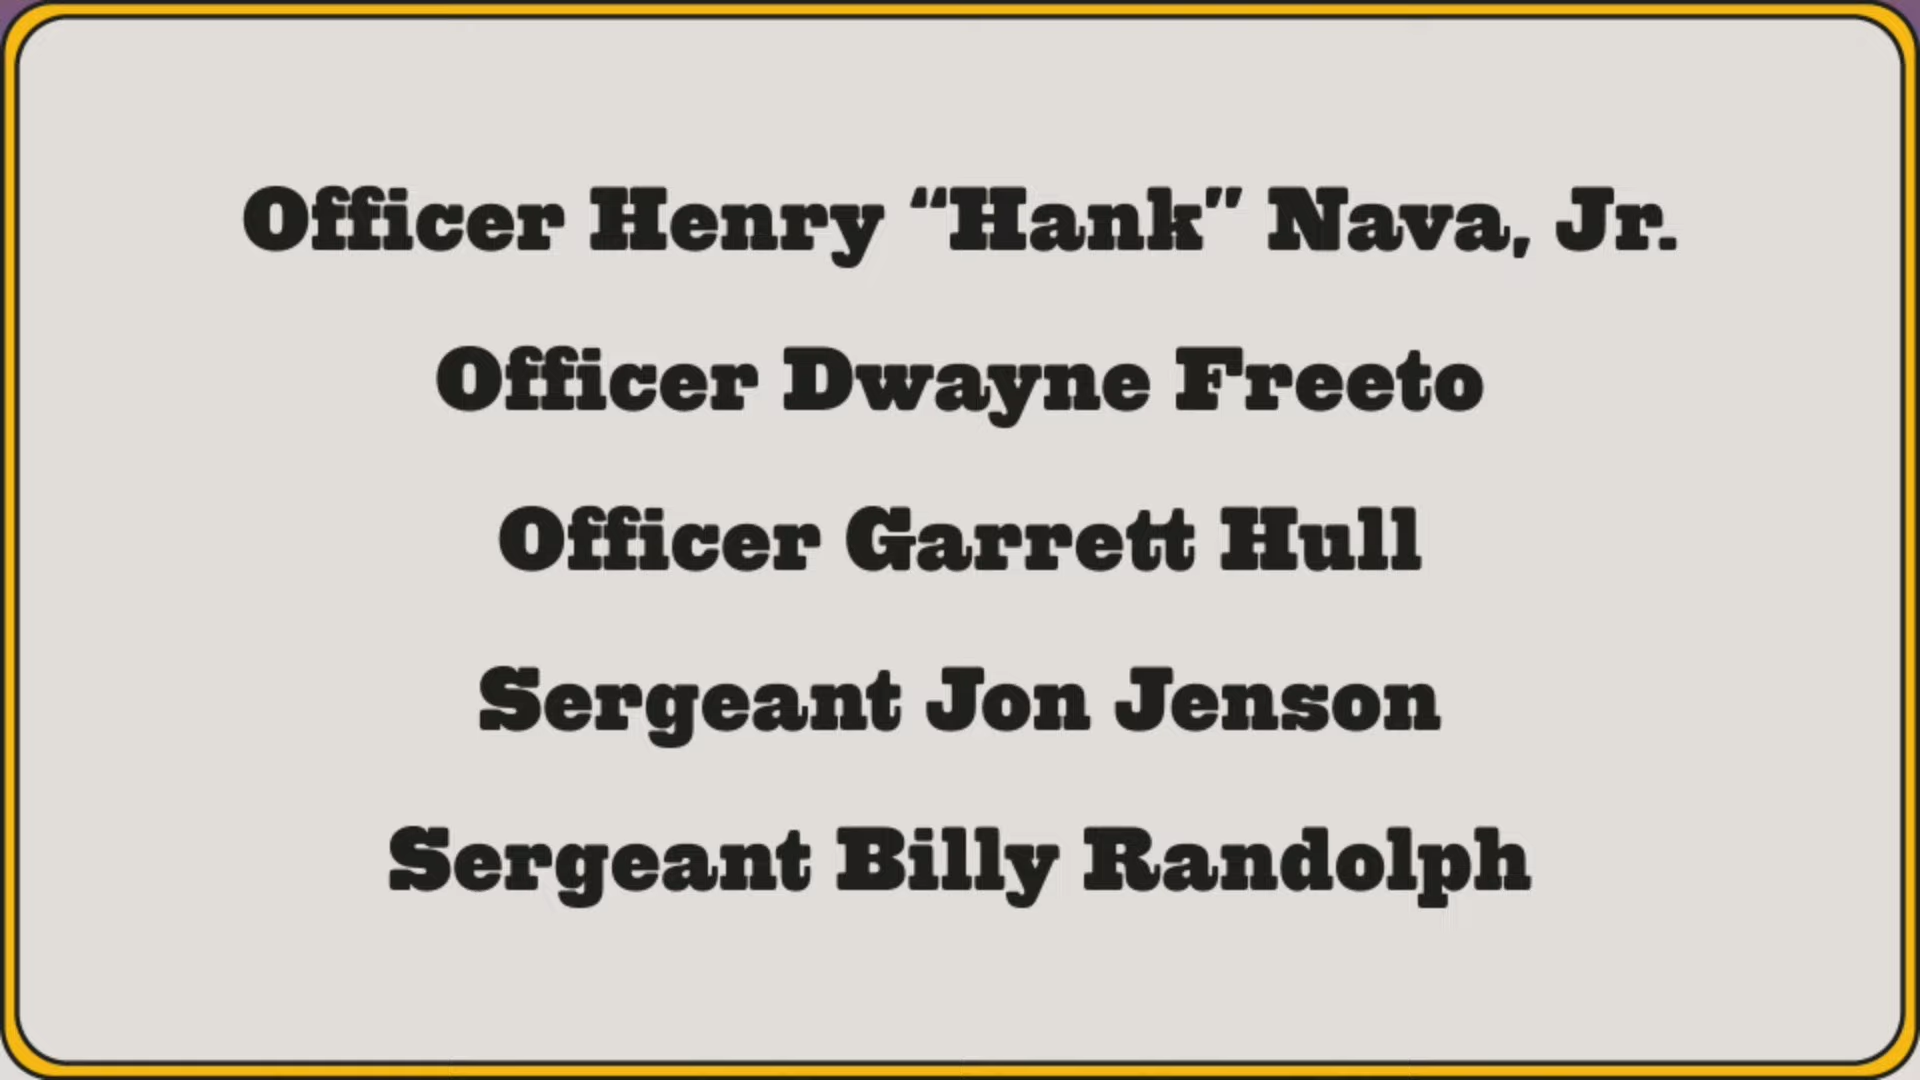 Officer Henry “Hank” Nava, Jr.
Officer Dwayne Freeto
Officer Garrett Hull
Sergeant Jon Jenson
Sergeant Billy Randolph